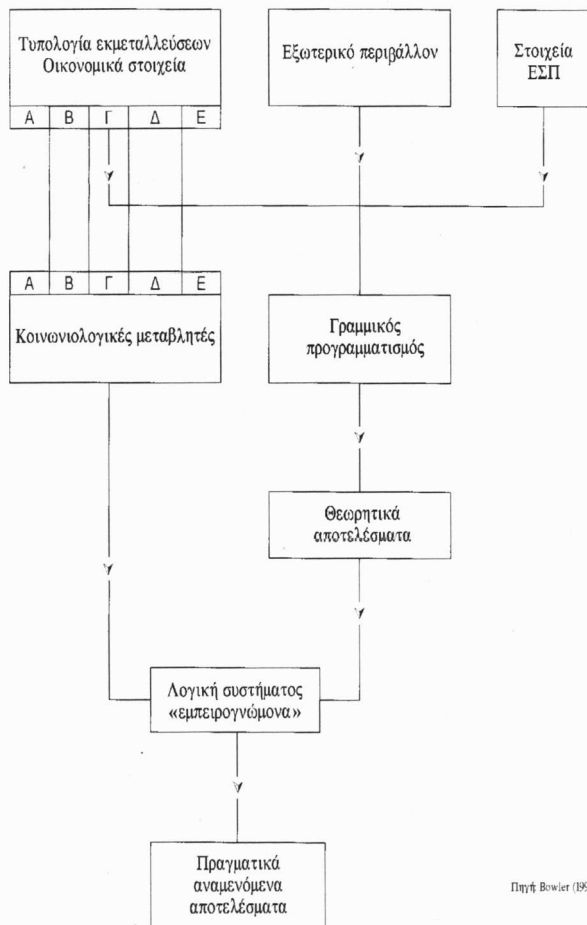 Τυπολογία εκμεταλλεύσεων
Οικονομικά στοιχεία
Α Β Γ Δ Ε
Εξωτερικό περιβάλλον
Στοιχεία
ΕΣΠ
Α Β Γ Δ Ε
Κοινωνιολογικές μεταβλητές
Γραμμικός
προγραμματισμός
Θεωρητικά
αποτελέσματα
Λογική συστήματος
«εμπειρογνώμονα»
Πραγματικά
αναμενόμενα
αποτελέσματα
Πηγή: Bowler (199